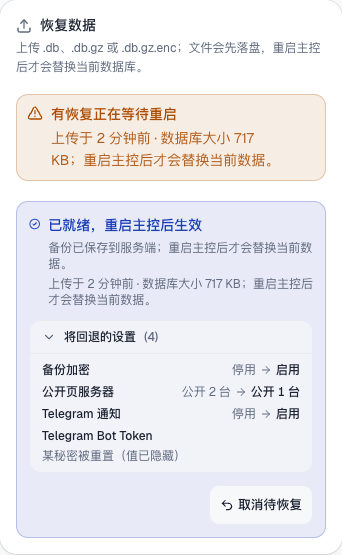 恢复数据
上传 .db、.db.gz 或 .db.gz.enc；文件会先落盘，重启主控
后才会替换当前数据库。
有恢复正在等待重启
上传于 2 分钟前 · 数据库大小 717
KB；重启主控后才会替换当前数据。
已就绪，重启主控后生效
备份已保存到服务端；重启主控后才会替换当前数
据。
上传于 2 分钟前 · 数据库大小 717 KB；重启主控后
才会替换当前数据。
将回退的设置 (4)
备份加密 停用 → 启用
公开页服务器 公开 2 台 → 公开 1 台
Telegram 通知 停用 → 启用
Telegram Bot Token
某秘密被重置（值已隐藏）
取消待恢复